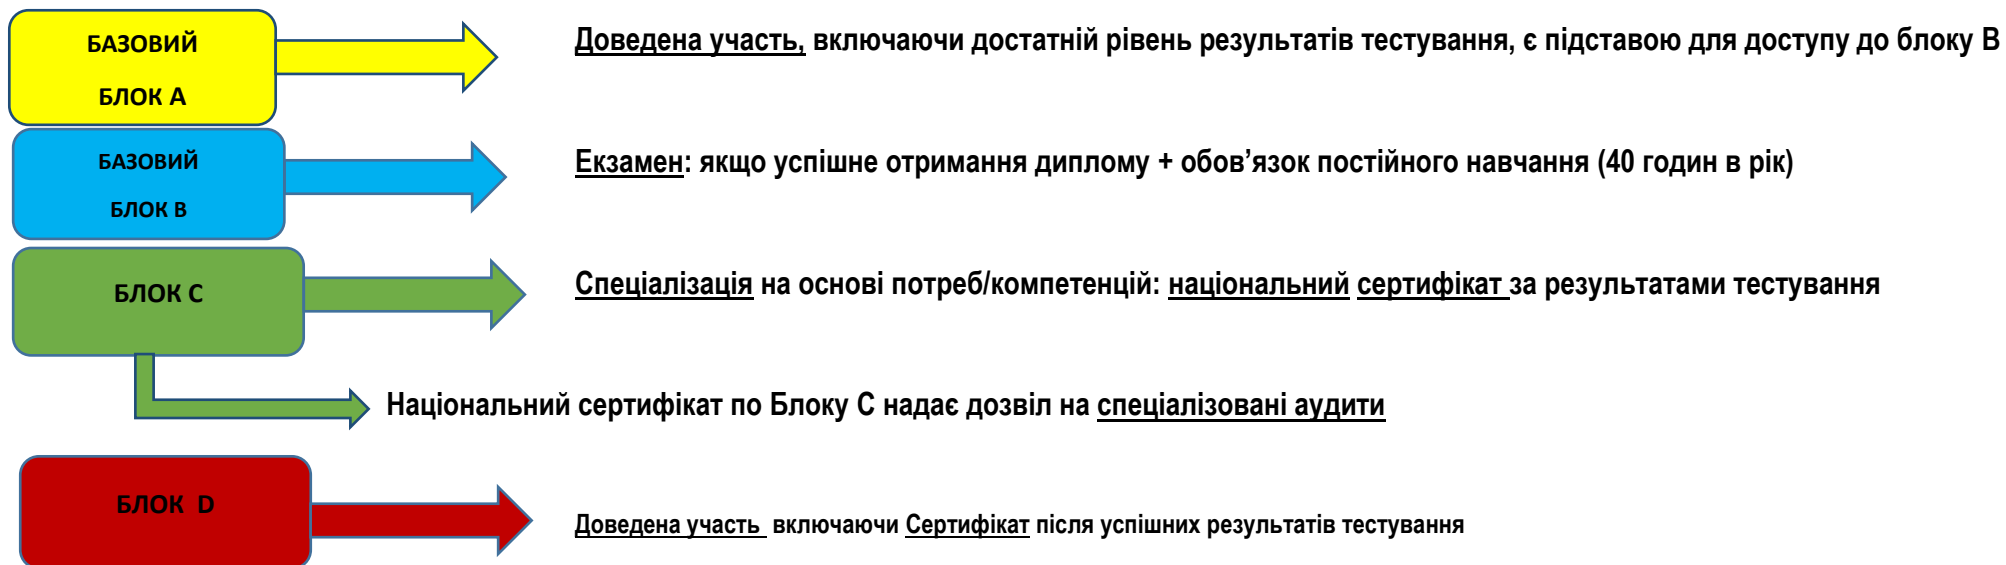 БАЗОВИЙ
БЛОК А
Доведена участь, включаючи достатній рівень результатів тестування, є підставою для доступу до блоку В
БАЗОВИЙ
БЛОК В
Екзамен: якщо успішне отримання диплому + обов’язок постійного навчання (40 годин в рік)
БЛОК С
Спеціалізація на основі потреб/компетенцій: національний сертифікат за результатами тестування
Національний сертифікат по Блоку С надає дозвіл на спеціалізовані аудити
БЛОК D
Доведена участь включаючи Сертифікат після успішних результатів тестування